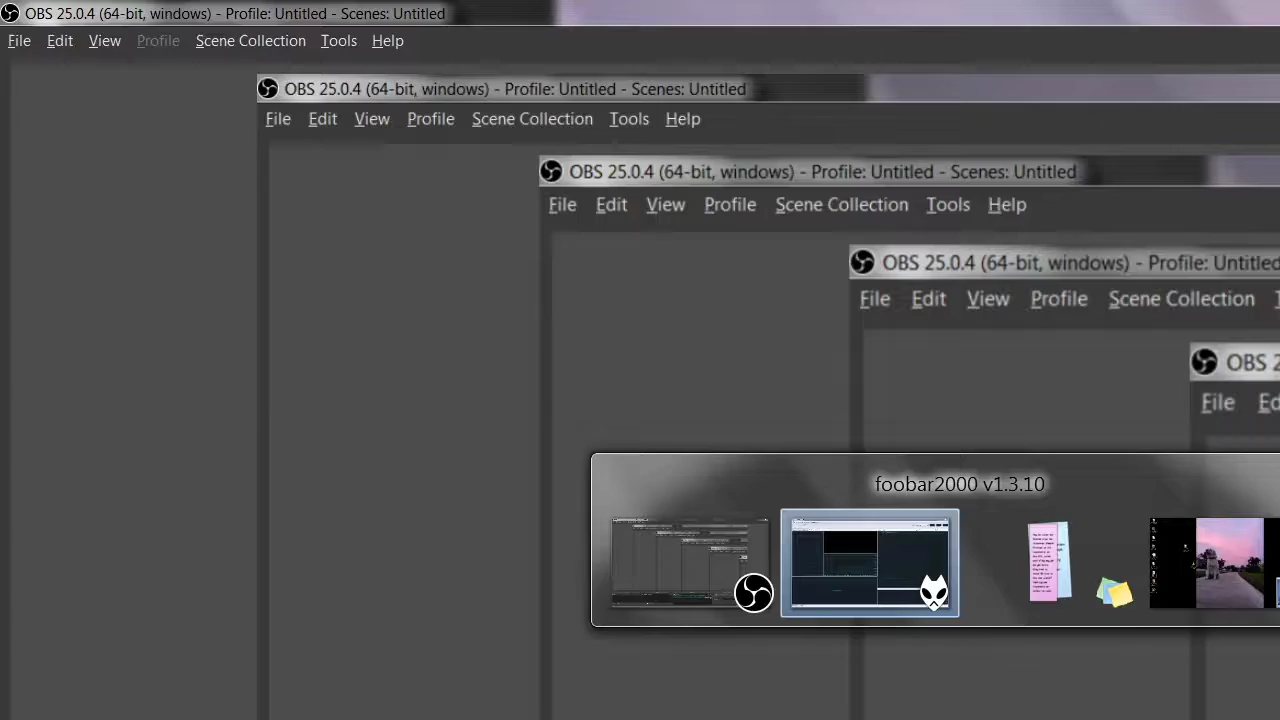 OBS 25.0.4 (64-bit, windows) - Profile: Untitled - Scenes: Untitled
File Edit View Profile Scene Collection Tools Help
OBS 25.0.4 (64-bit, windows) - Profile: Untitled - Scenes: Untitled
File Edit View Profile Scene Collection Tools Help
OBS 25.0.4 (64-bit, windows) - Profile: Untitled - Scenes: Untitled
File Edit View Profile Scene Collection Tools Help
OBS 25.0.4 (64-bit, windows) - Profile: Untitled
File Edit View Profile Scene Collection
OBS
File
foobar2000 v1.3.10